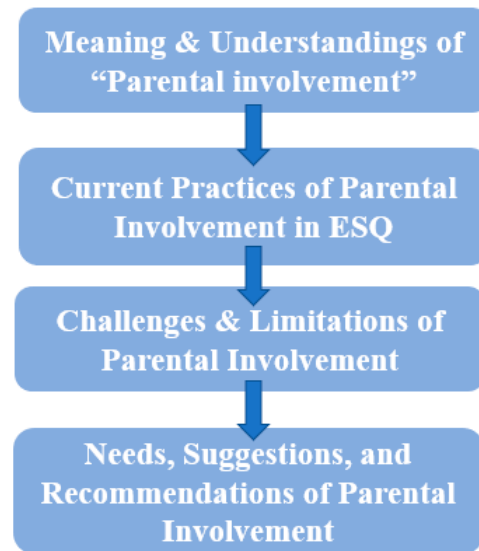 Meaning & Understandings of
“Parental involvement”
Current Practices of Parental
Involvement in ESQ
Challenges & Limitations of
Parental Involvement
Needs, Suggestions, and
Recommendations of Parental
Involvement